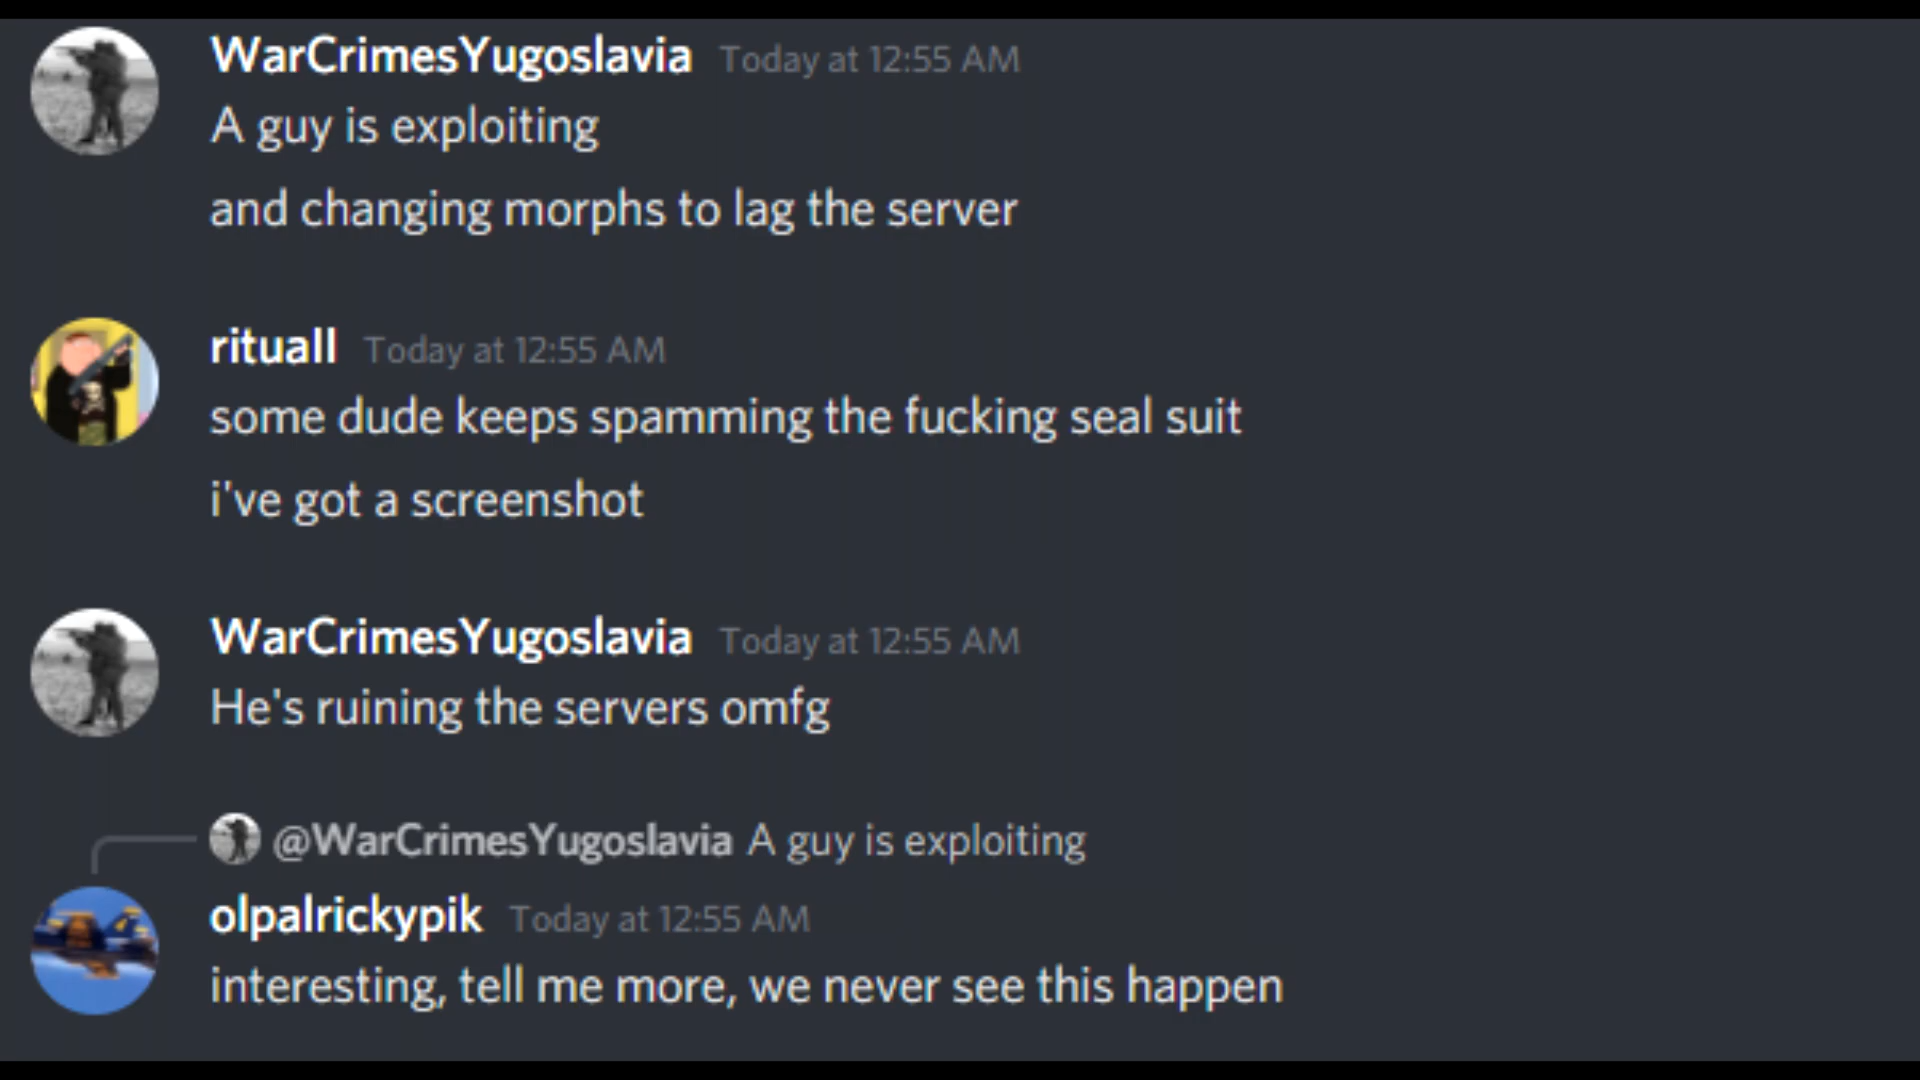 WarCrimesYugoslavia Today at 12:55 AM
A guy is exploiting
and changing morphs to lag the server
rituall Today at 12:55 AM
some dude keeps spamming the fucking seal suit
i've got a screenshot
WarCrimesYugoslavia Today at 12:55 AM
He's ruining the servers omfg
@WarCrimesYugoslavia A guy is exploiting
olpalrickypik Today at 12:55 AM
interesting, tell me more, we never see this happen